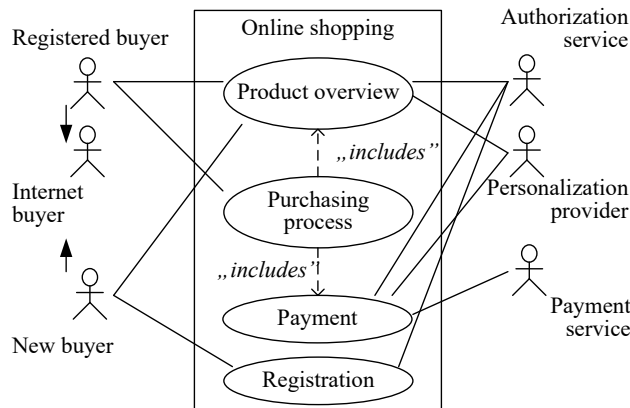 Online shopping
Authorization
service
Registered buyer
Product overview
„includes”
Internet
buyer
Purchasing
process
Personalization
provider
„includes”
Payment
Payment
service
New buyer
Registration